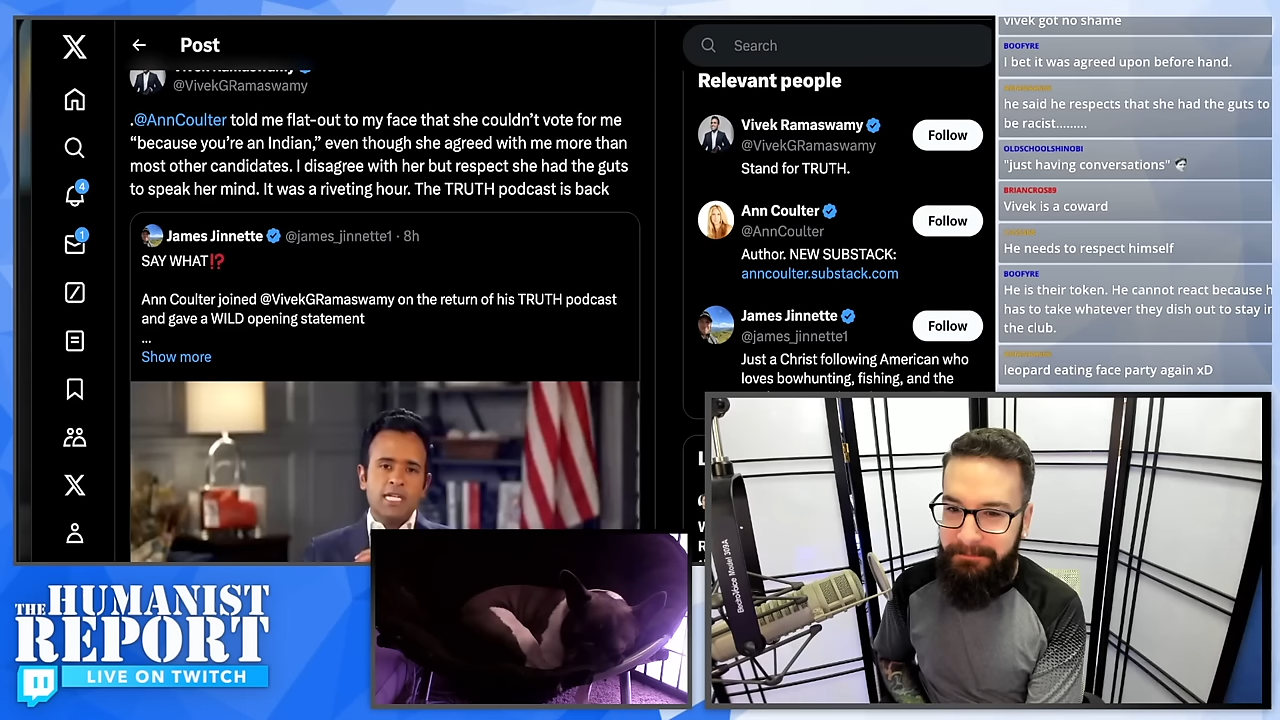 Post
Vivek Ramaswamy
@VivekGRamaswamy
.@AnnCoulter told me flat-out to my face that she couldn’t vote for me
“because you’re an Indian,” even though she agreed with me more than
most other candidates. I disagree with her but respect she had the guts
to speak her mind. It was a riveting hour. The TRUTH podcast is back
James Jinnette @james_jinnette1 · 8h
SAY WHAT⁉️
Ann Coulter joined @VivekGRamaswamy on the return of his TRUTH podcast
and gave a WILD opening statement
...
Show more
4
1
Search
Relevant people
Vivek Ramaswamy
@VivekGRamaswamy
Follow
Stand for TRUTH.
Ann Coulter
@AnnCoulter
Follow
Author. NEW SUBSTACK:
anncoulter.substack.com
James Jinnette
@james_jinnette1
Follow
Just a Christ following American who
loves bowhunting, fishing, and the
vivek got no shame
BOOFYRE
I bet it was agreed upon before hand.
he said he respects that she had the guts to
be racist.........
OLDSCHOOLSHINOBI
"just having conversations"
BRIANCROS89
Vivek is a coward
He needs to respect himself
BOOFYRE
He is their token. He cannot react because h
has to take whatever they dish out to stay in
the club.
leopard eating face party again xD
THE
HUMANIST
REPORT
LIVE ON TWITCH
ElectroVoice Model 309A